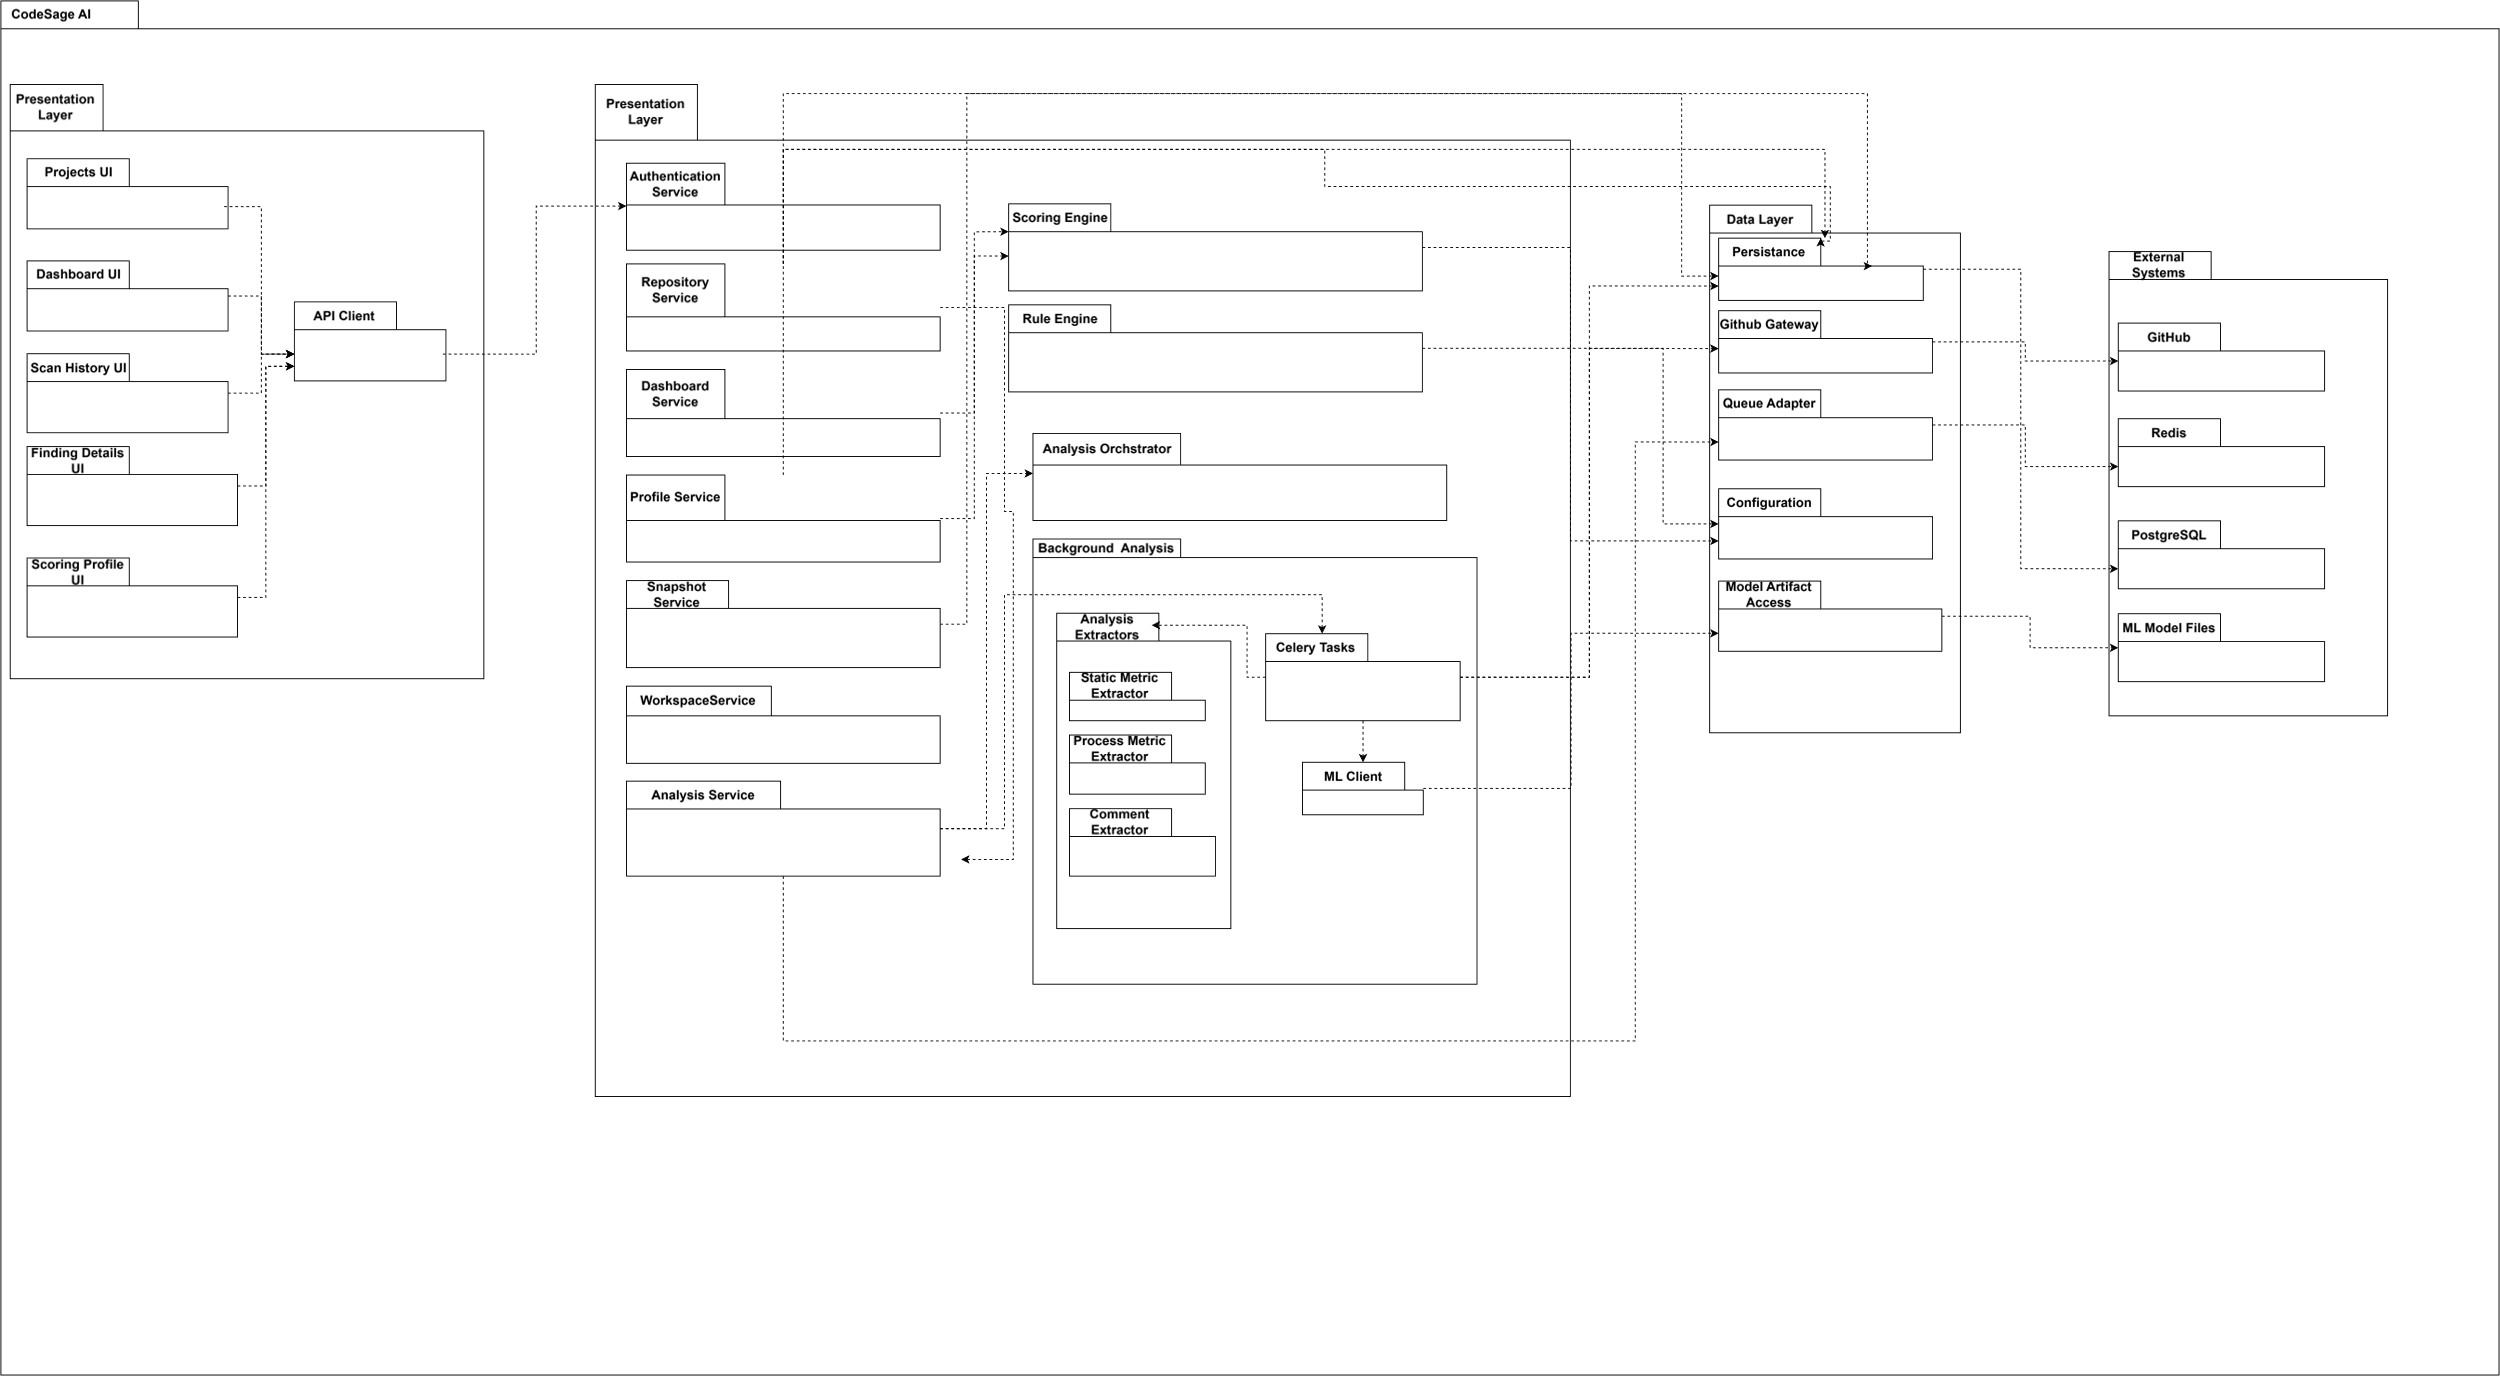 CodeSage AI
Presentation
Layer
Projects UI
Dashboard UI
Scan History UI
Finding Details
UI
Scoring Profile
UI
API Client
Presentation
Layer
Authentication
Service
Repository
Service
Dashboard
Service
Profile Service
Snapshot
Service
WorkspaceService
Analysis Service
Scoring Engine
Rule Engine
Analysis Orchstrator
Background  Analysis
Analysis
Extractors
Static Metric
Extractor
Process Metric
Extractor
Comment
Extractor
Celery Tasks
ML Client
Data Layer
Persistance
Github Gateway
Queue Adapter
Configuration
Model Artifact
Access
External
Systems
GitHub
Redis
PostgreSQL
ML Model Files